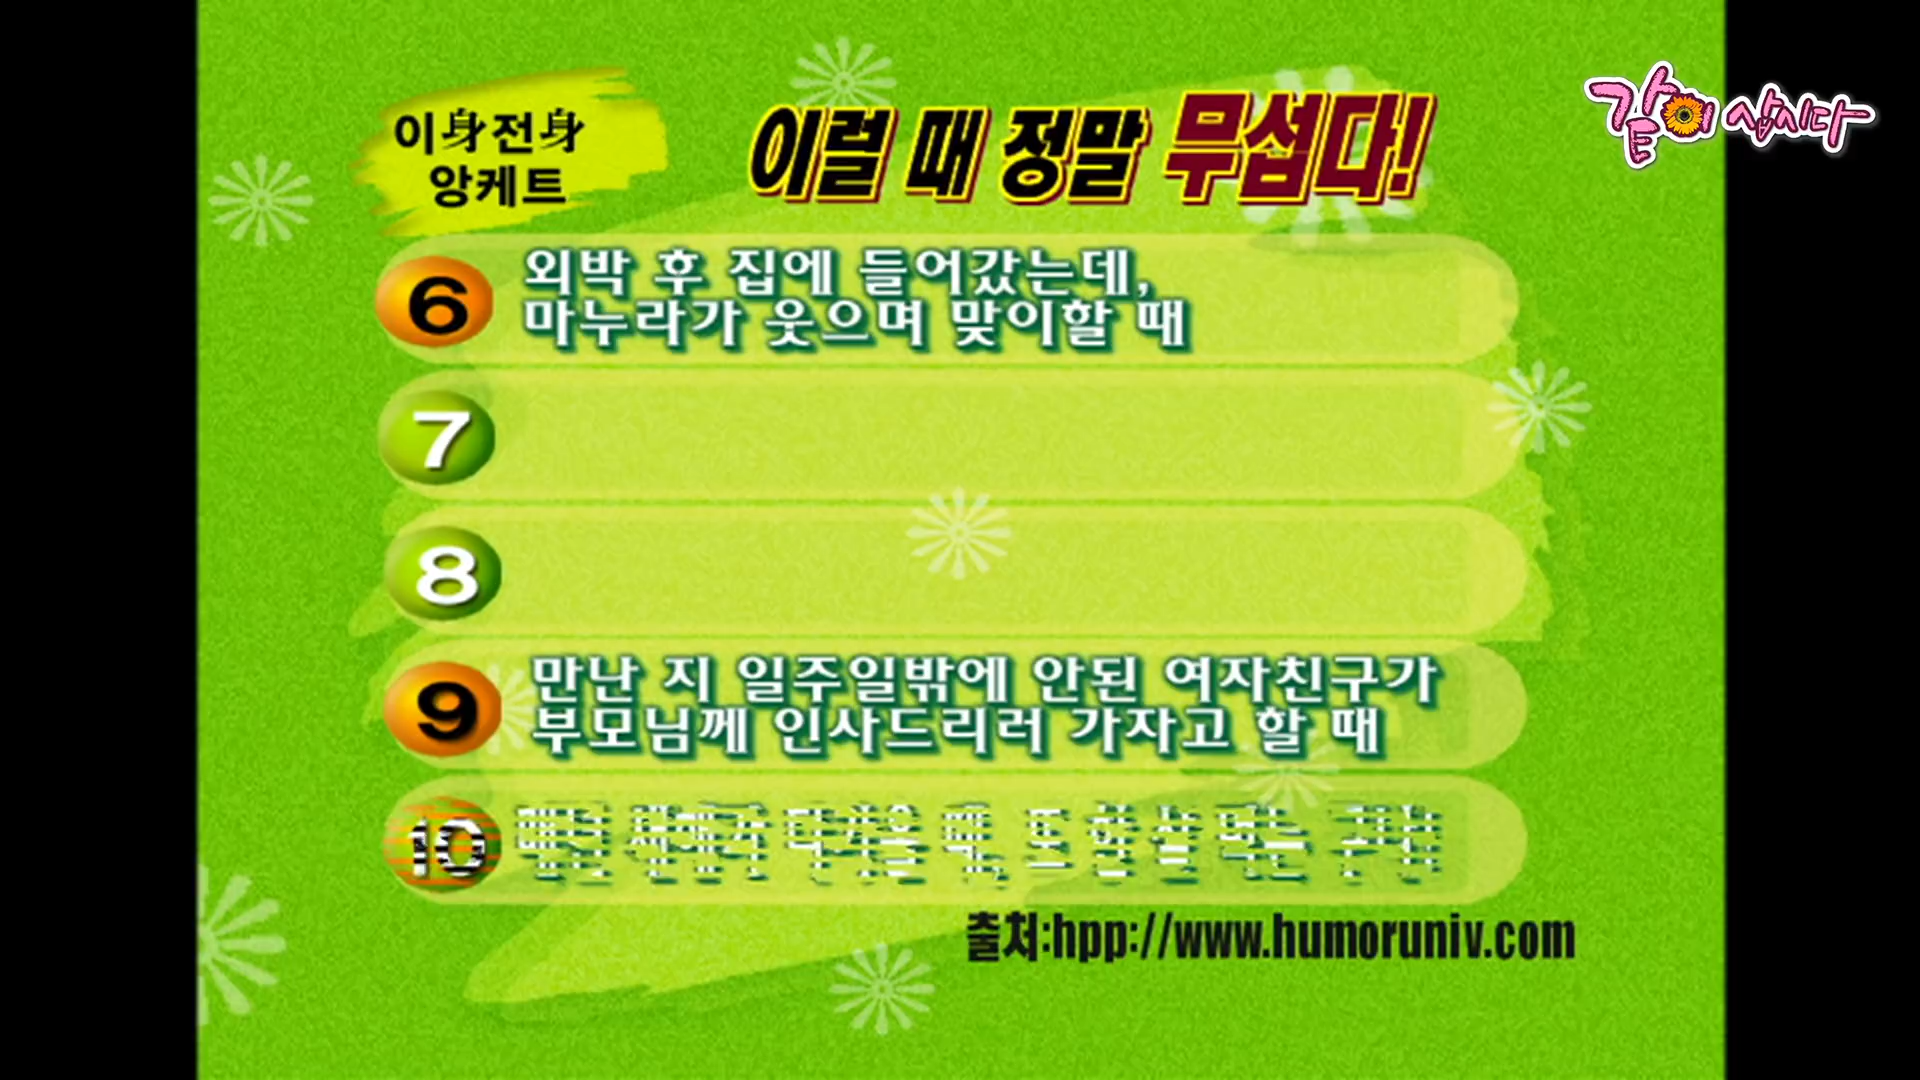 이身전身
앙케트
이럴 때 정말 무섭다!
같이 삽시다
6
외박 후 집에 들어갔는데,
마누라가 웃으며 맞이할 때
7
8
9
만난 지 일주일밖에 안된 여자친구가
부모님께 인사드리러 가자고 할 때
10
출처:hpp://www.humoruniv.com